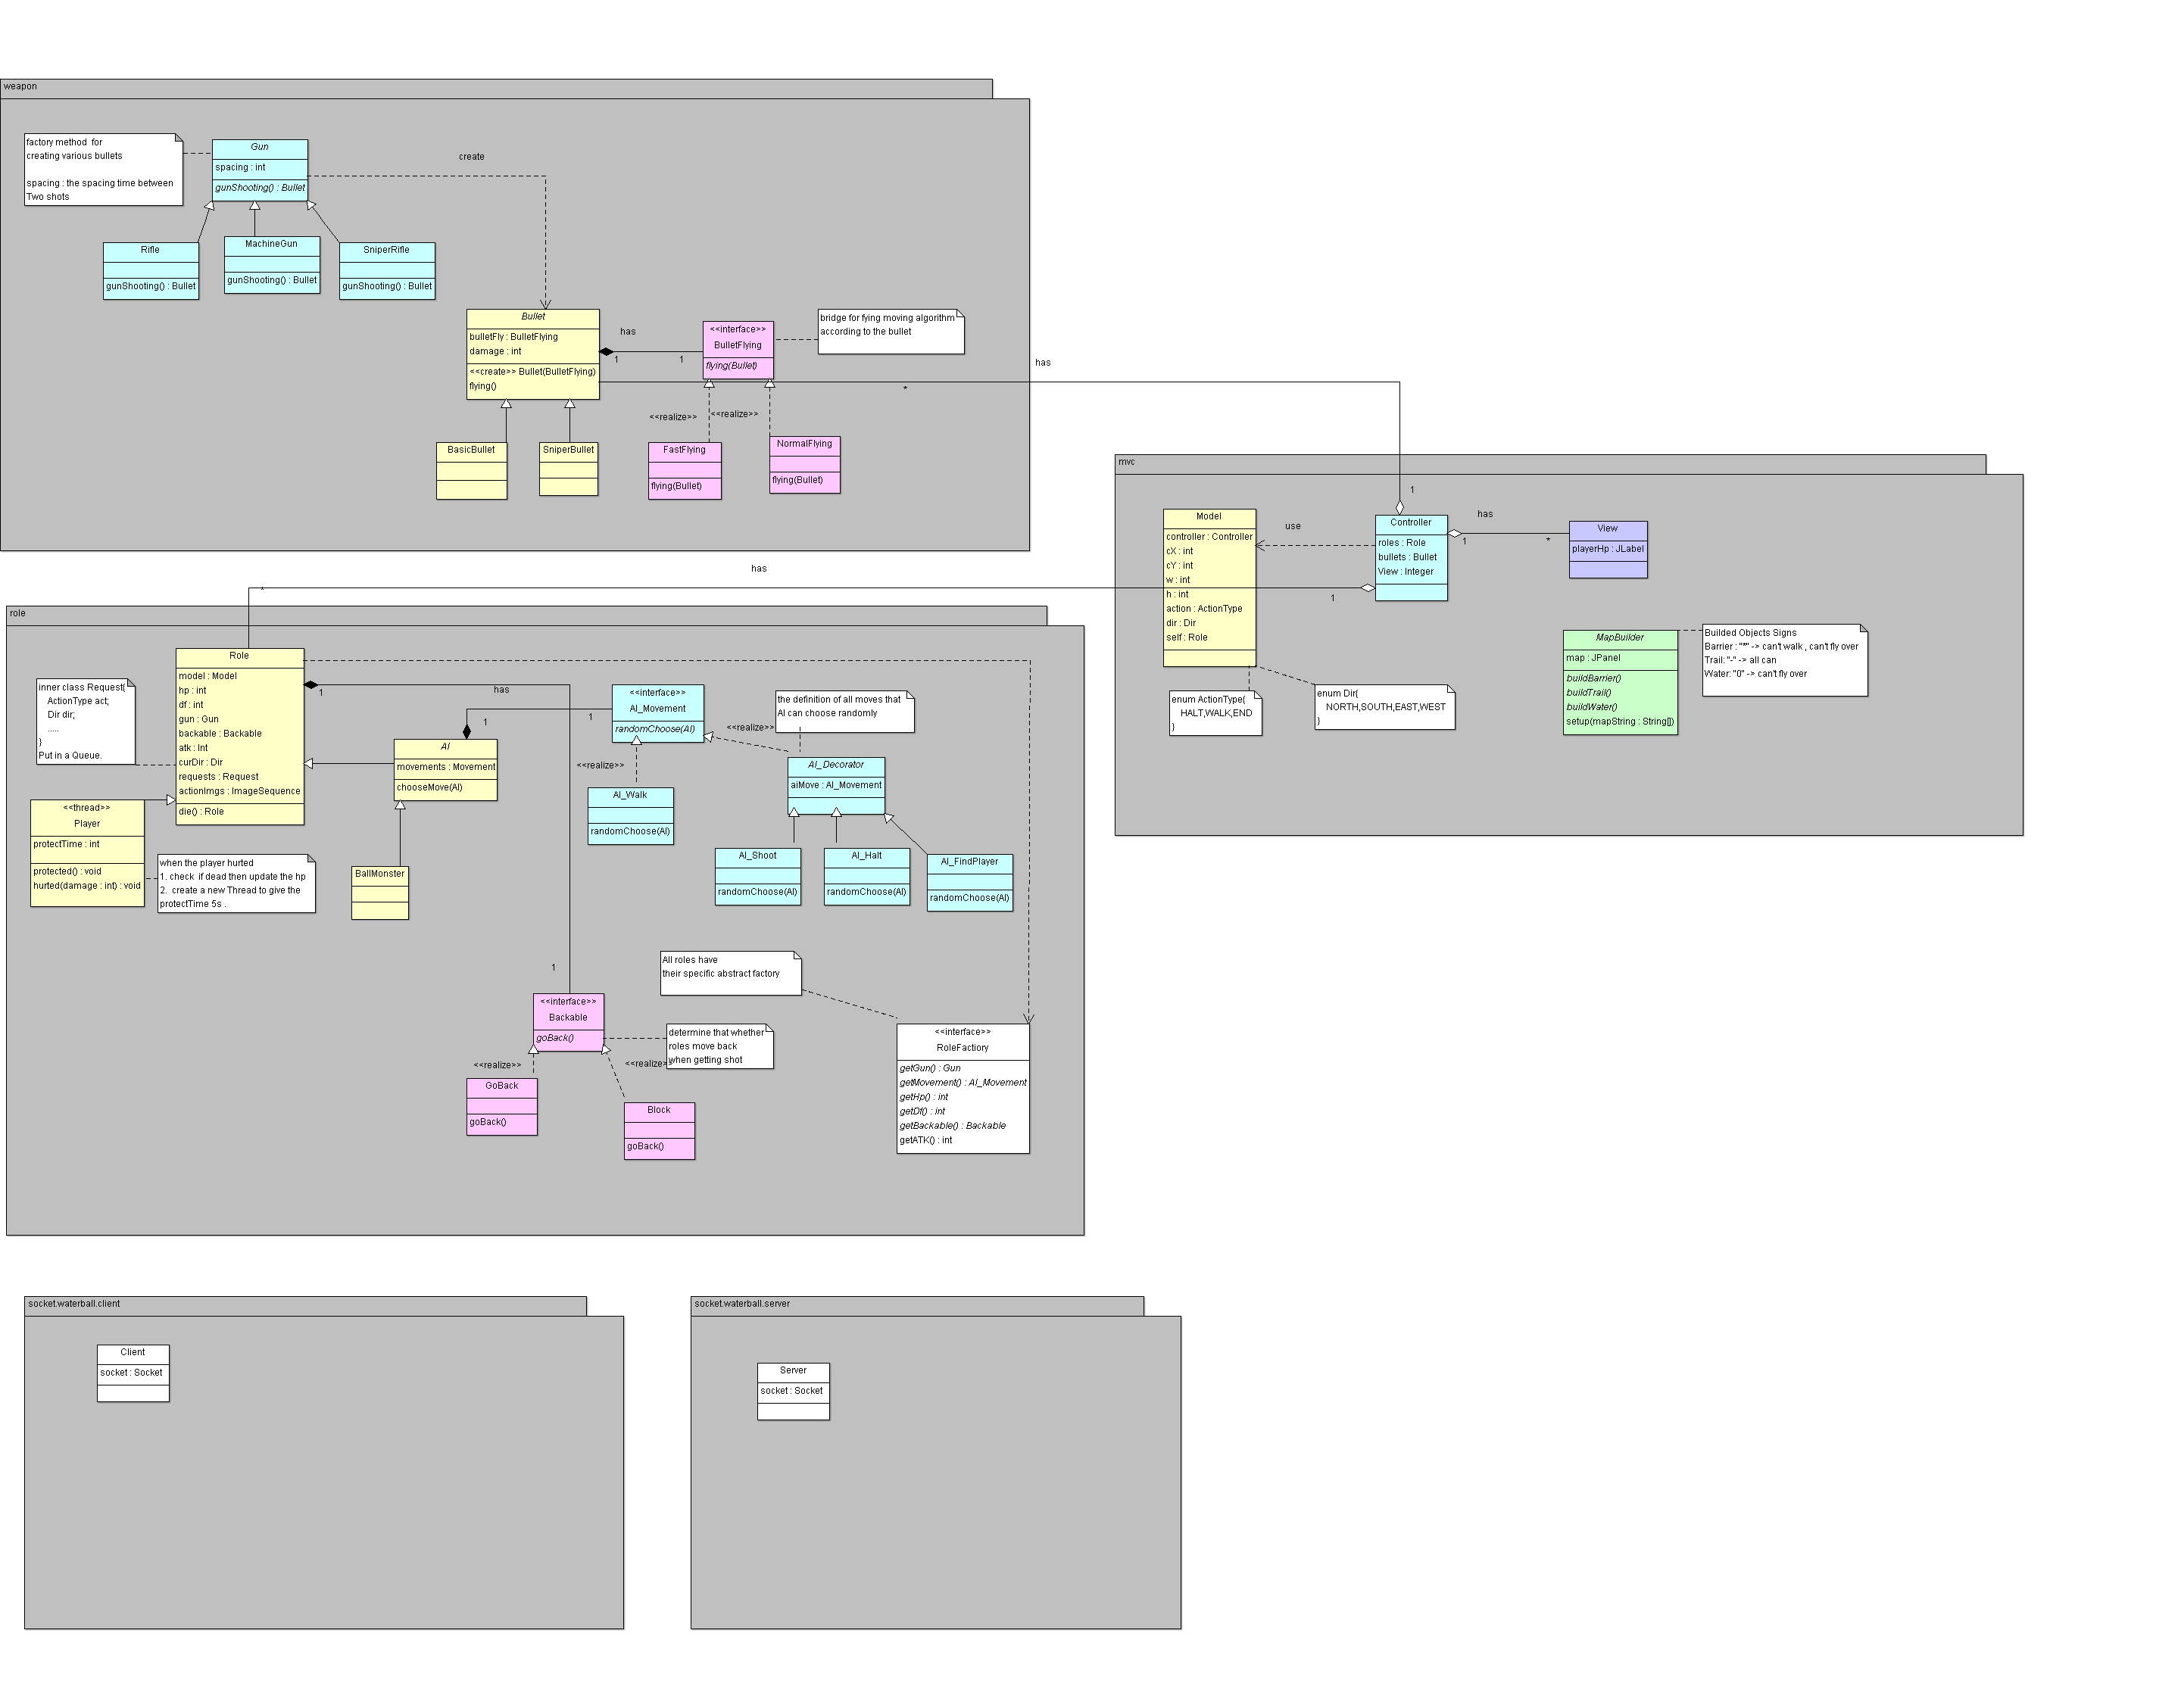 weapon
factory method  for
creating various bullets
spacing : the spacing time between
Two shots
Gun
spacing : int
gunShooting() : Bullet
create
Rifle
gunShooting() : Bullet
MachineGun
gunShooting() : Bullet
SniperRifle
gunShooting() : Bullet
Bullet
bulletFly : BulletFlying
damage : int
<<create>> Bullet(BulletFlying)
flying()
has
1
1
<<interface>>
BulletFlying
flying(Bullet)
bridge for fying moving algorithm
according to the bullet
has
*
<<realize>>
<<realize>>
BasicBullet
SniperBullet
FastFlying
flying(Bullet)
NormalFlying
flying(Bullet)
mvc
1
Model
controller : Controller
cX : int
cY : int
w : int
h : int
action : ActionType
dir : Dir
self : Role
use
Controller
roles : Role
bullets : Bullet
View : Integer
has
1
*
View
playerHp : JLabel
has
*
1
enum ActionType{
HALT,WALK,END
}
enum Dir{
NORTH,SOUTH,EAST,WEST
}
MapBuilder
map : JPanel
buildBarrier()
buildTrail()
buildWater()
setup(mapString : String[])
Builded Objects Signs
Barrier : "*" -> can't walk , can't fly over
Trail: "-" -> all can
Water: "0" -> can't fly over
role
Role
model : Model
hp : int
df : int
gun : Gun
backable : Backable
atk : Int
curDir : Dir
requests : Request
actionImgs : ImageSequence
die() : Role
inner class Request{
ActionType act;
Dir dir;
.....
}
Put in a Queue.
1
has
<<thread>>
Player
protectTime : int
protected() : void
hurted(damage : int) : void
when the player hurted
1. check  if dead then update the hp
2.  create a new Thread to give the
protectTime 5s .
AI
movements : Movement
chooseMove(AI)
1
1
BallMonster
<<interface>>
AI_Movement
randomChoose(AI)
the definition of all moves that
AI can choose randomly
<<realize>>
<<realize>>
AI_Walk
randomChoose(AI)
AI_Decorator
aiMove : AI_Movement
AI_Shoot
randomChoose(AI)
AI_Halt
randomChoose(AI)
AI_FindPlayer
randomChoose(AI)
1
<<interface>>
Backable
goBack()
determine that whether
roles move back
when getting shot
<<realize>>
<<realize>>
GoBack
goBack()
Block
goBack()
All roles have
their specific abstract factory
<<interface>>
RoleFactory
getGun() : Gun
getMovement() : AI_Movement
getHp() : int
getDf() : int
getBackable() : Backable
getATK() : int
socket.waterball.client
Client
socket : Socket
socket.waterball.server
Server
socket : Socket